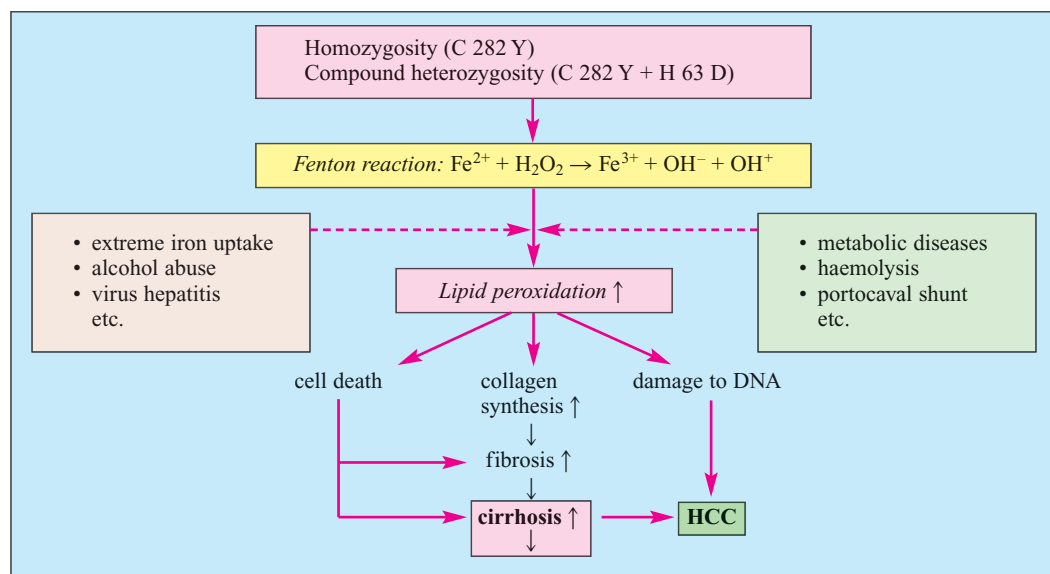 Homozygosity (C 282 Y)
Compound heterozygosity (C 282 Y + H 63 D)
Fenton reaction: Fe²⁺ + H₂O₂ → Fe³⁺ + OH⁻ + OH⁺
• extreme iron uptake
• alcohol abuse
• virus hepatitis
etc.
• metabolic diseases
• haemolysis
• portocaval shunt
etc.
Lipid peroxidation ↑
cell death
collagen
synthesis ↑
↓
fibrosis ↑
↓
cirrhosis ↑
↓
damage to DNA
HCC